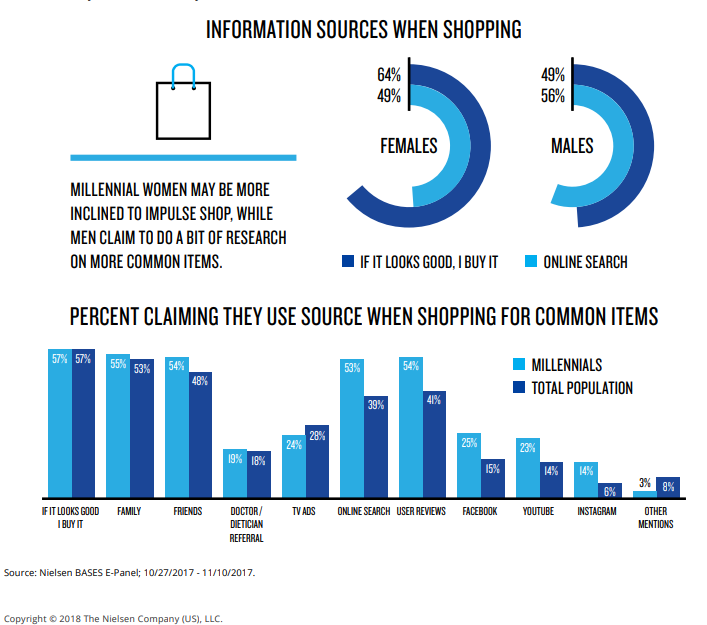 INFORMATION SOURCES WHEN SHOPPING
MILLENNIAL WOMEN MAY BE MORE
INCLINED TO IMPULSE SHOP, WHILE
MEN CLAIM TO DO A BIT OF RESEARCH
ON MORE COMMON ITEMS.
64%
49%
FEMALES
49%
56%
MALES
IF IT LOOKS GOOD, I BUY IT
ONLINE SEARCH
PERCENT CLAIMING THEY USE SOURCE WHEN SHOPPING FOR COMMON ITEMS
MILLENNIALS
TOTAL POPULATION
57% 57%
55% 53%
54% 48%
19% 18%
24% 28%
53% 39%
54% 41%
25% 15%
23% 14%
14% 6%
3% 8%
IF IT LOOKS GOOD
I BUY IT
FAMILY
FRIENDS
DOCTOR /
DIETICIAN
REFERRAL
TV ADS
ONLINE SEARCH
USER REVIEWS
FACEBOOK
YOUTUBE
INSTAGRAM
OTHER
MENTIONS
Source: Nielsen BASES E-Panel; 10/27/2017 - 11/10/2017.
Copyright © 2018 The Nielsen Company (US), LLC.